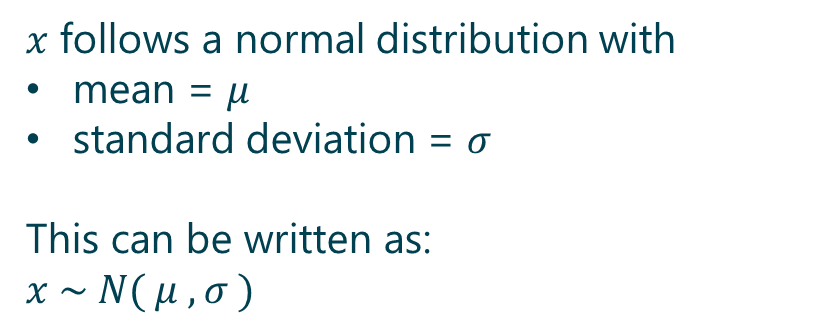 x follows a normal distribution with
• mean = μ
• standard deviation = σ
This can be written as:
x ~ N( μ , σ )